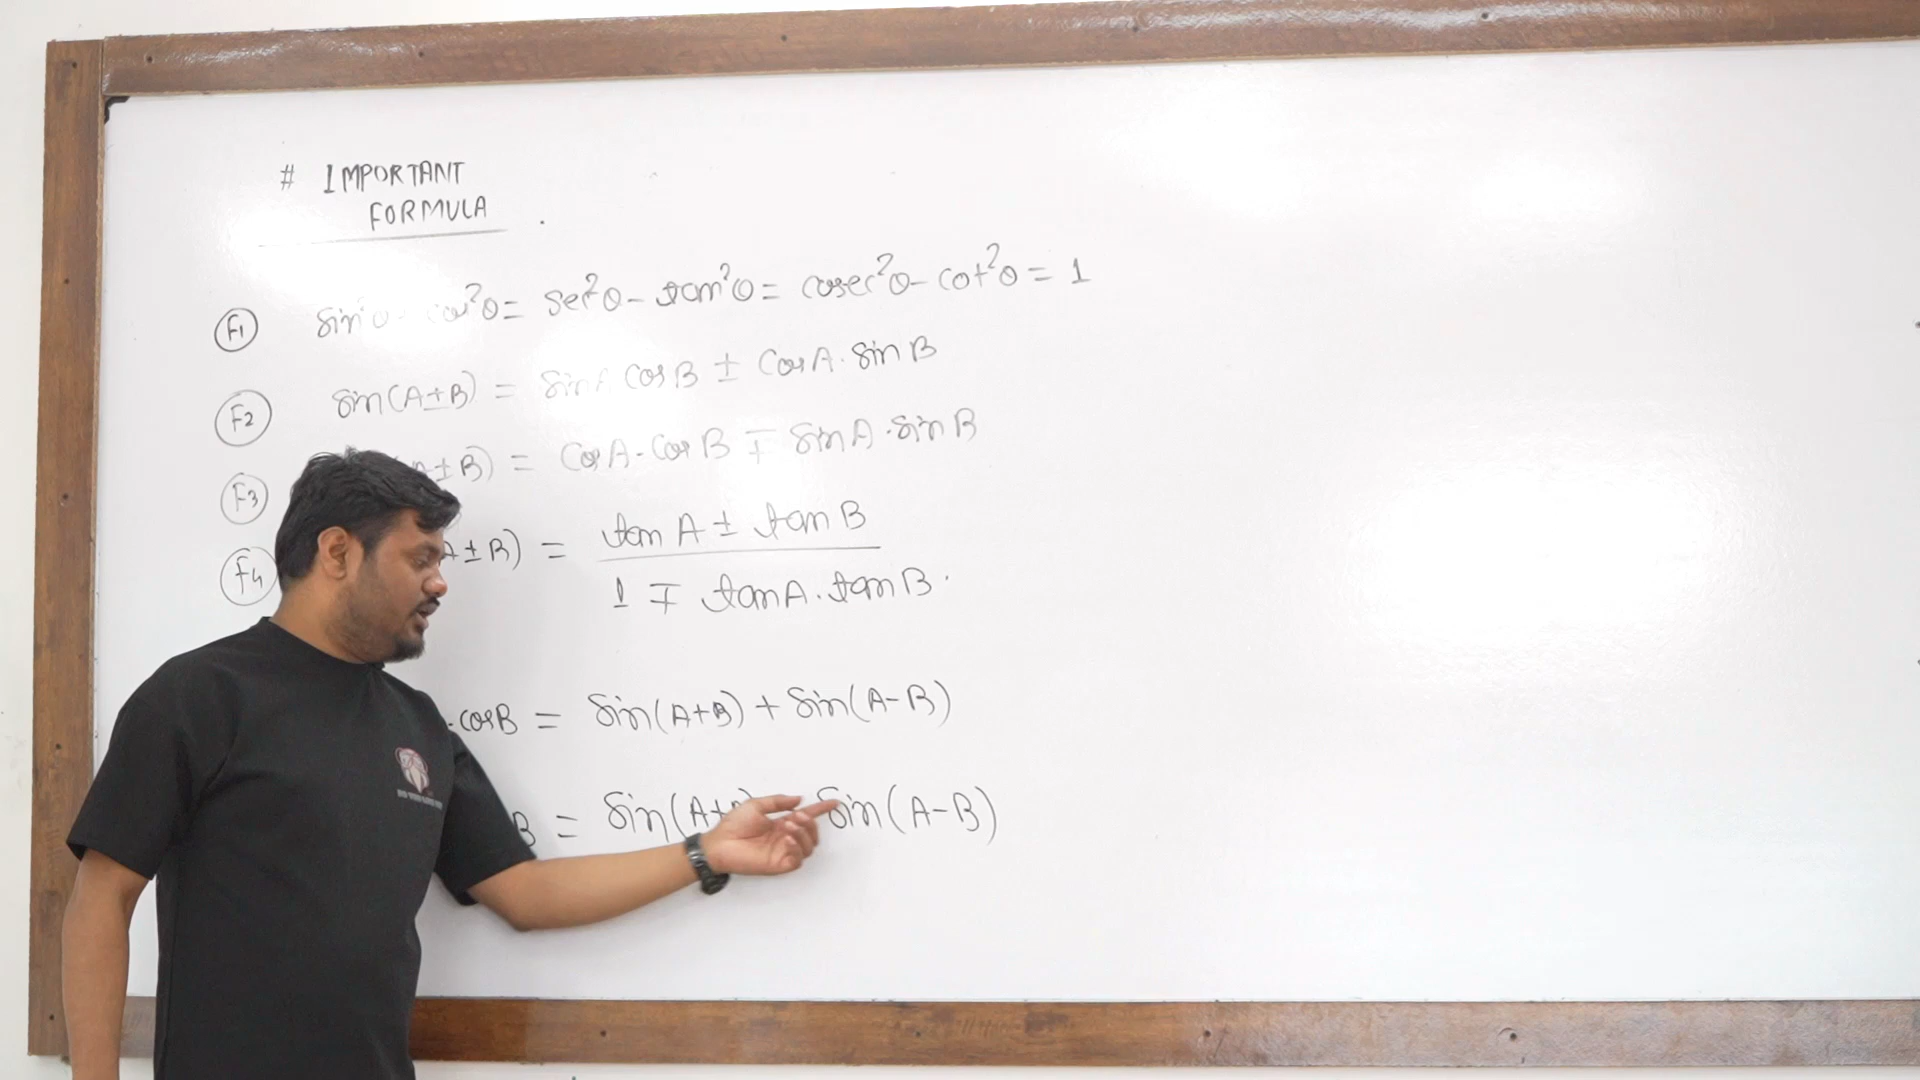 # IMPORTANT
FORMULA
F1 sin²θ - cos²θ = sec²θ - tan²θ = cosec²θ - cot²θ = 1
F2 sin(A±B) = sinA cosB ± cosA·sinB
F3 ±B) = cosA·cosB ∓ sinA·sinB
F4 A±B) = tanA ± tanB
1 ∓ tanA·tanB
·cosB = sin(A+B) + sin(A-B)
B = sin(A+ sin(A-B)